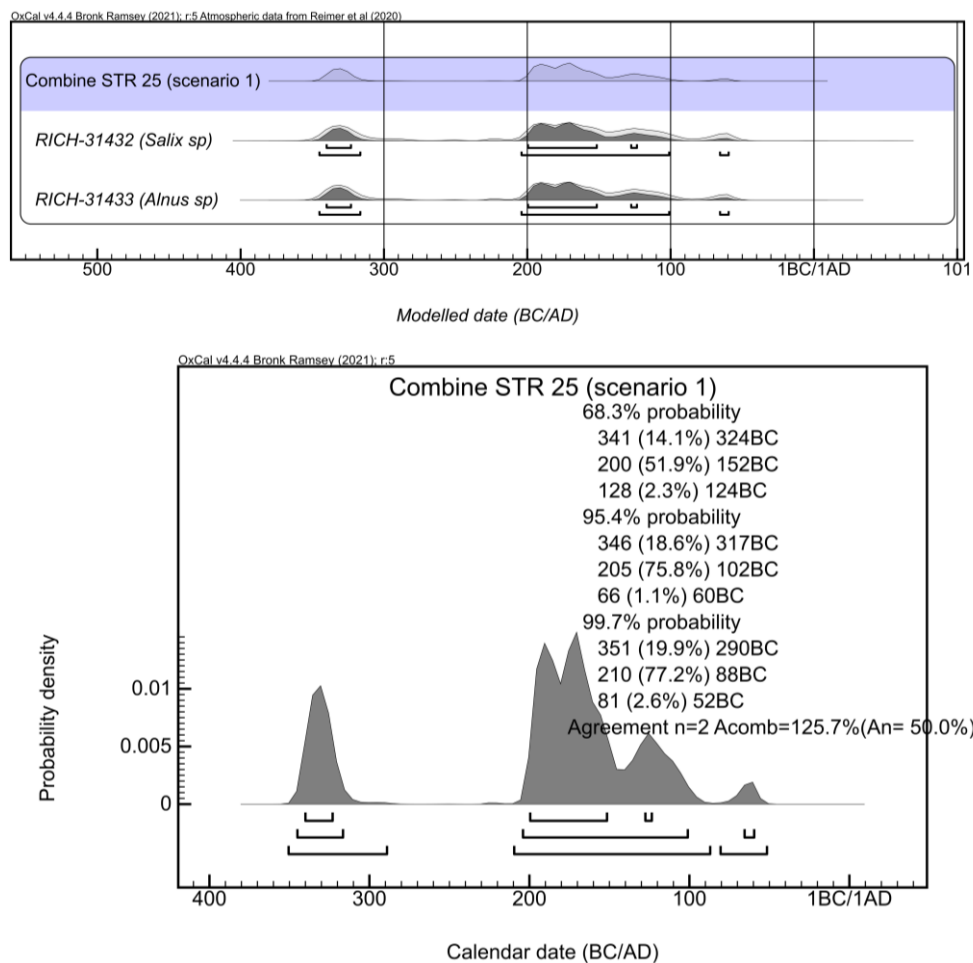 OxCal v4.4.4 Bronk Ramsey (2021); r:5 Atmospheric data from Reimer et al (2020)
Combine STR 25 (scenario 1)
RICH-31432 (Salix sp)
RICH-31433 (Alnus sp)
500 400 300 200 100 1BC/1AD 101
Modelled date (BC/AD)
OxCal v4.4.4 Bronk Ramsey (2021); r:5
Combine STR 25 (scenario 1)
68.3% probability
341 (14.1%) 324BC
200 (51.9%) 152BC
128 (2.3%) 124BC
95.4% probability
346 (18.6%) 317BC
205 (75.8%) 102BC
66 (1.1%) 60BC
99.7% probability
351 (19.9%) 290BC
210 (77.2%) 88BC
81 (2.6%) 52BC
Agreement n=2 Acomb=125.7%(An= 50.0%)
Probability density
0.01
0.005
0
400 300 200 100 1BC/1AD
Calendar date (BC/AD)